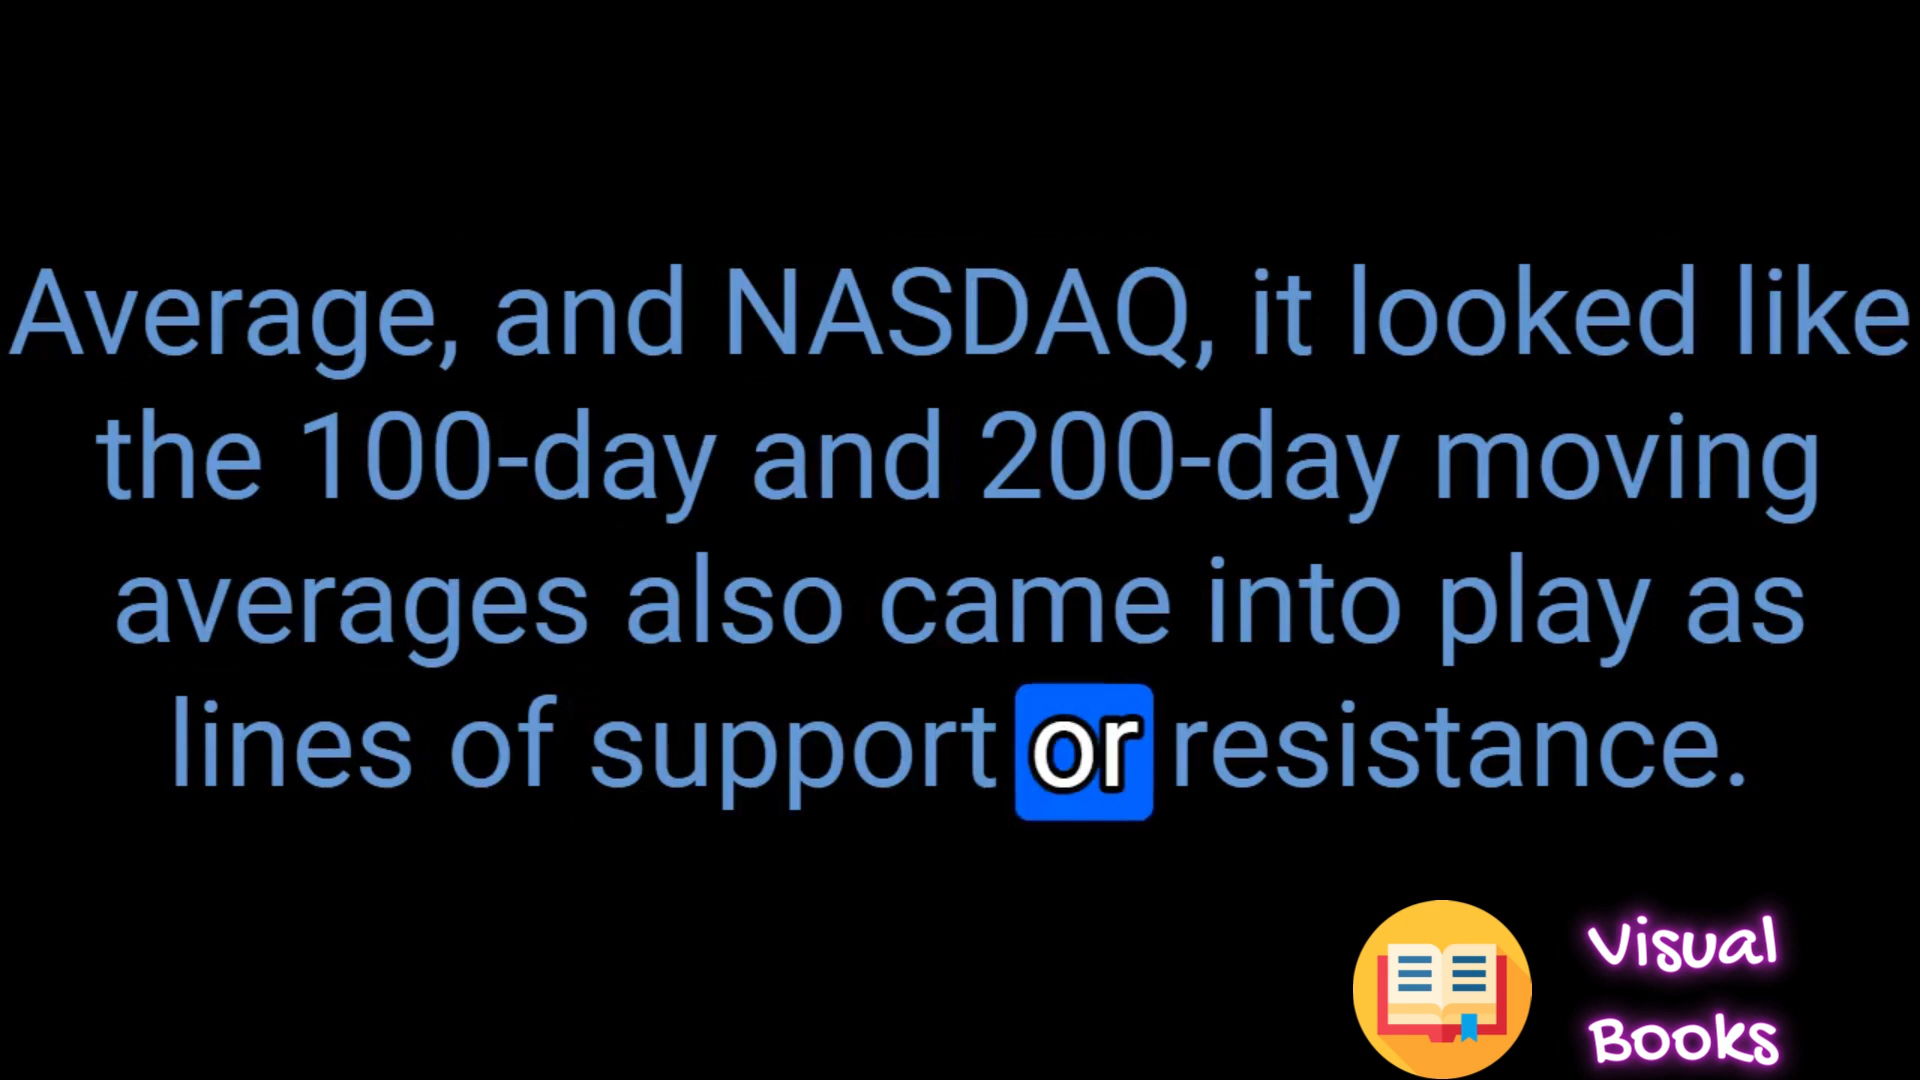 Average, and NASDAQ, it looked like
the 100-day and 200-day moving
averages also came into play as
lines of support or resistance.
Visual
Books